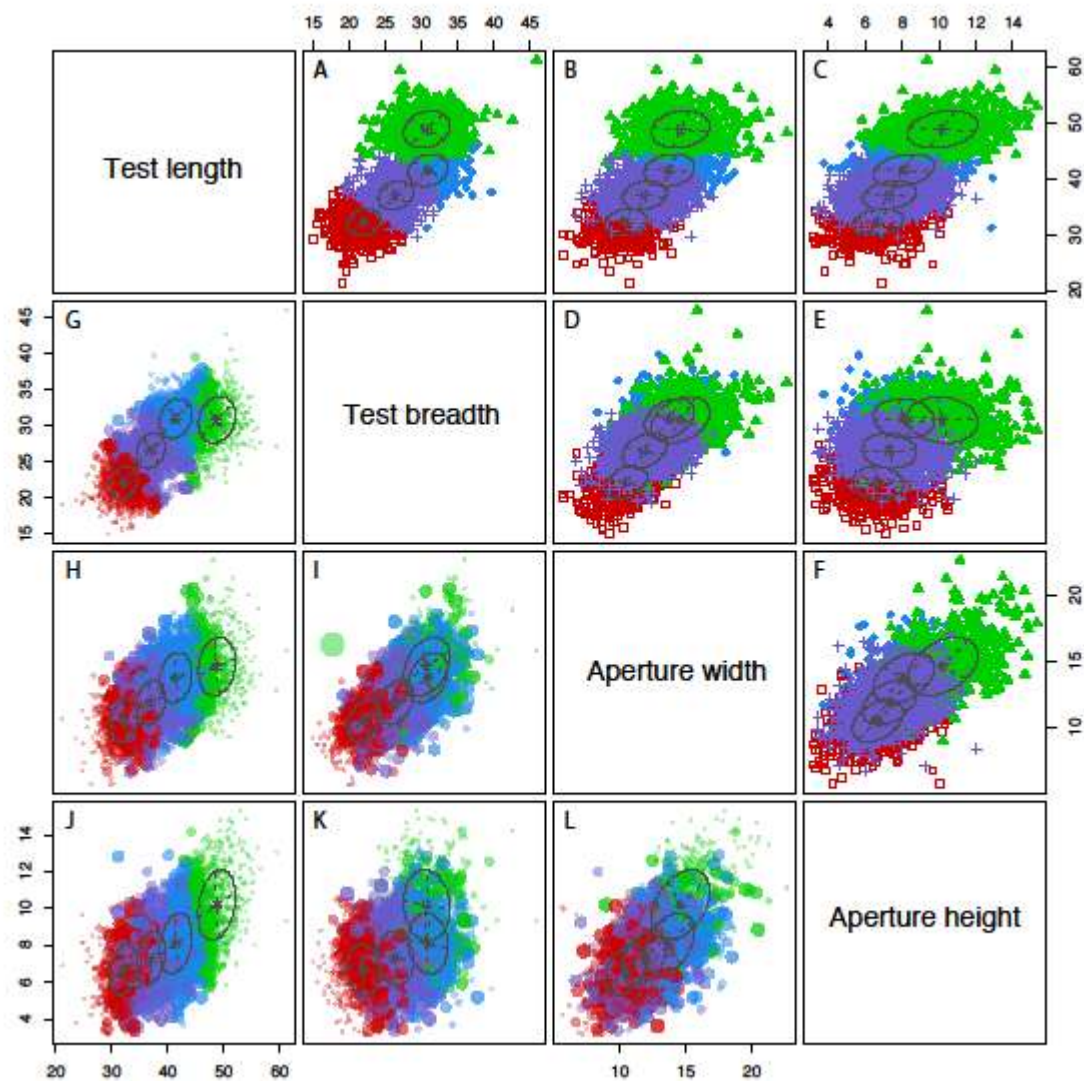 15 20 25 30 35 45
4 6 8 10 12 14
Test length
A
B
C
20 30 40 50 60
G
15 20 25 30 35 40 45
Test breadth
D
E
H
I
Aperture width
F
10 15 20
J
4 6 8 10 12 14
K
L
Aperture height
20 30 40 50 60
10 15 20